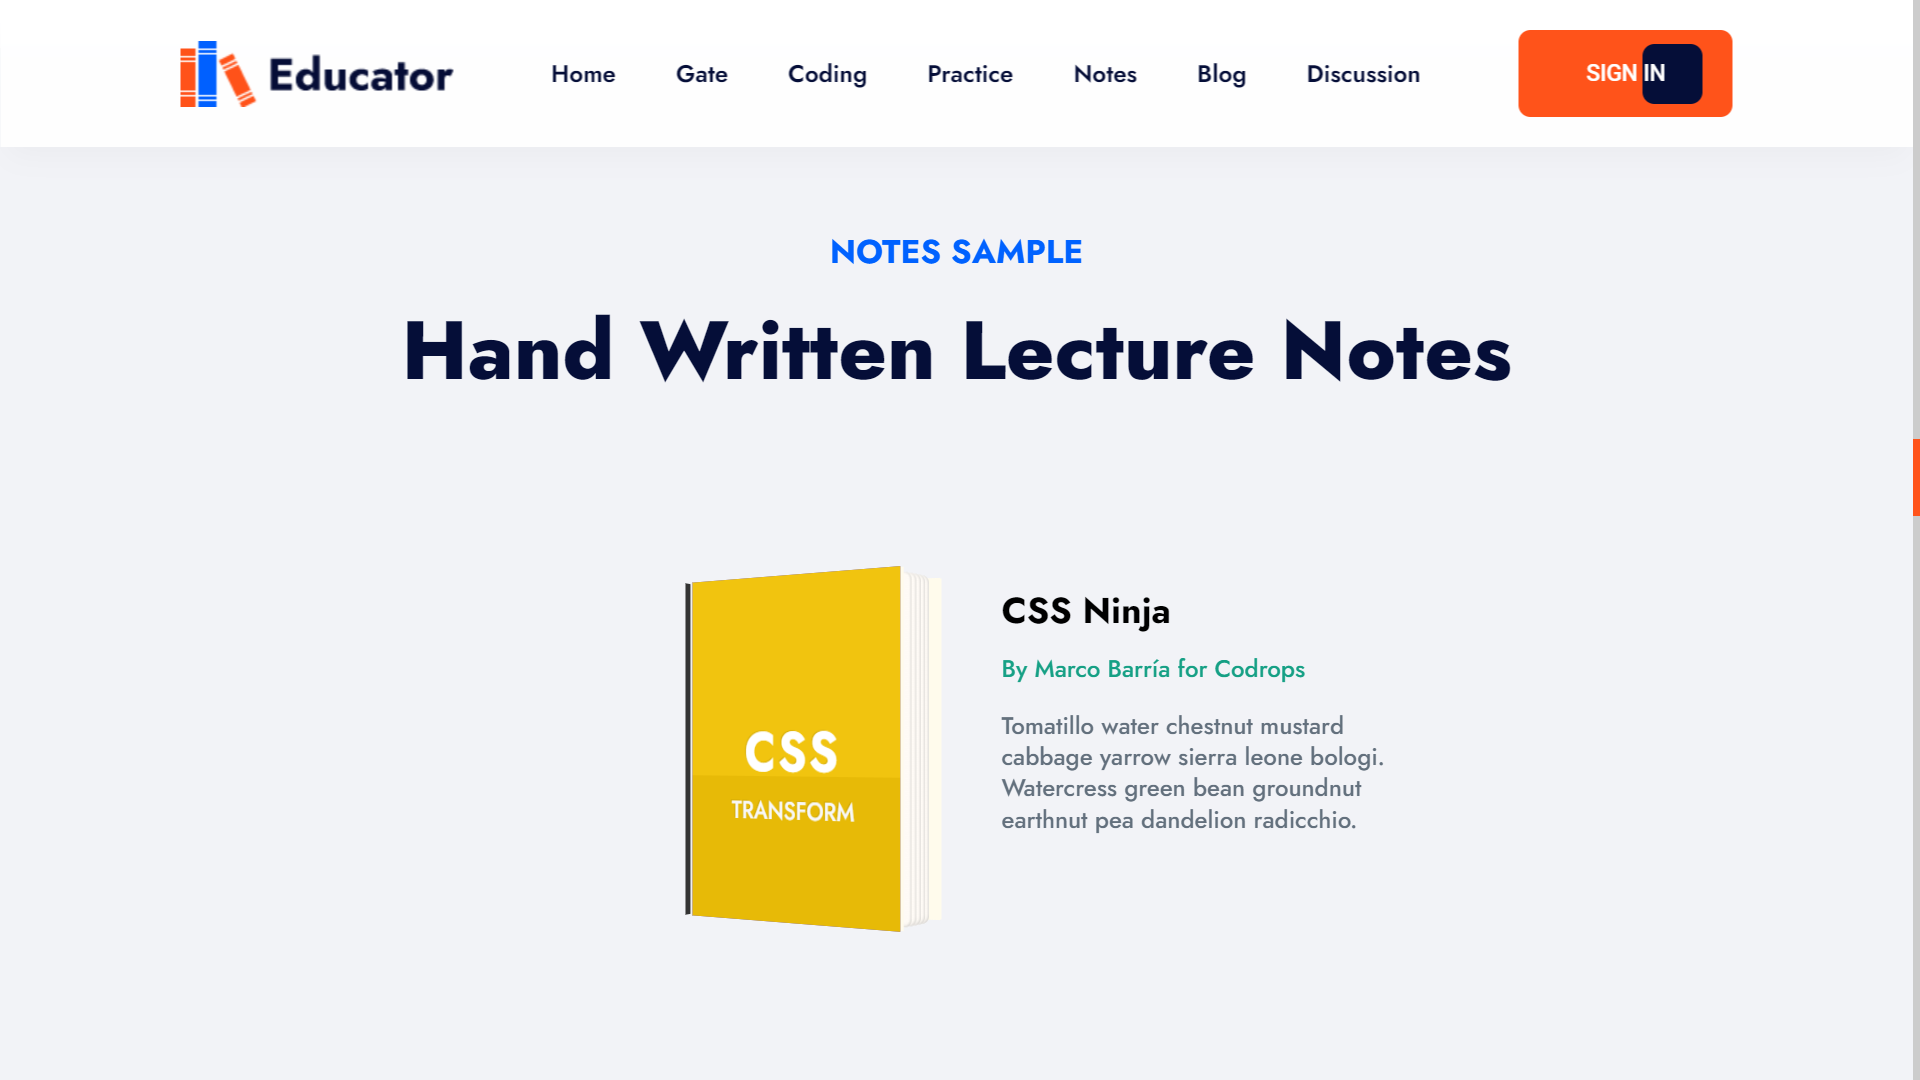 Educator
Home
Gate
Coding
Practice
Notes
Blog
Discussion
SIGN IN
NOTES SAMPLE
Hand Written Lecture Notes
CSS
TRANSFORM
CSS Ninja
By Marco Barría for Codrops
Tomatillo water chestnut mustard
cabbage yarrow sierra leone bologi.
Watercress green bean groundnut
earthnut pea dandelion radicchio.